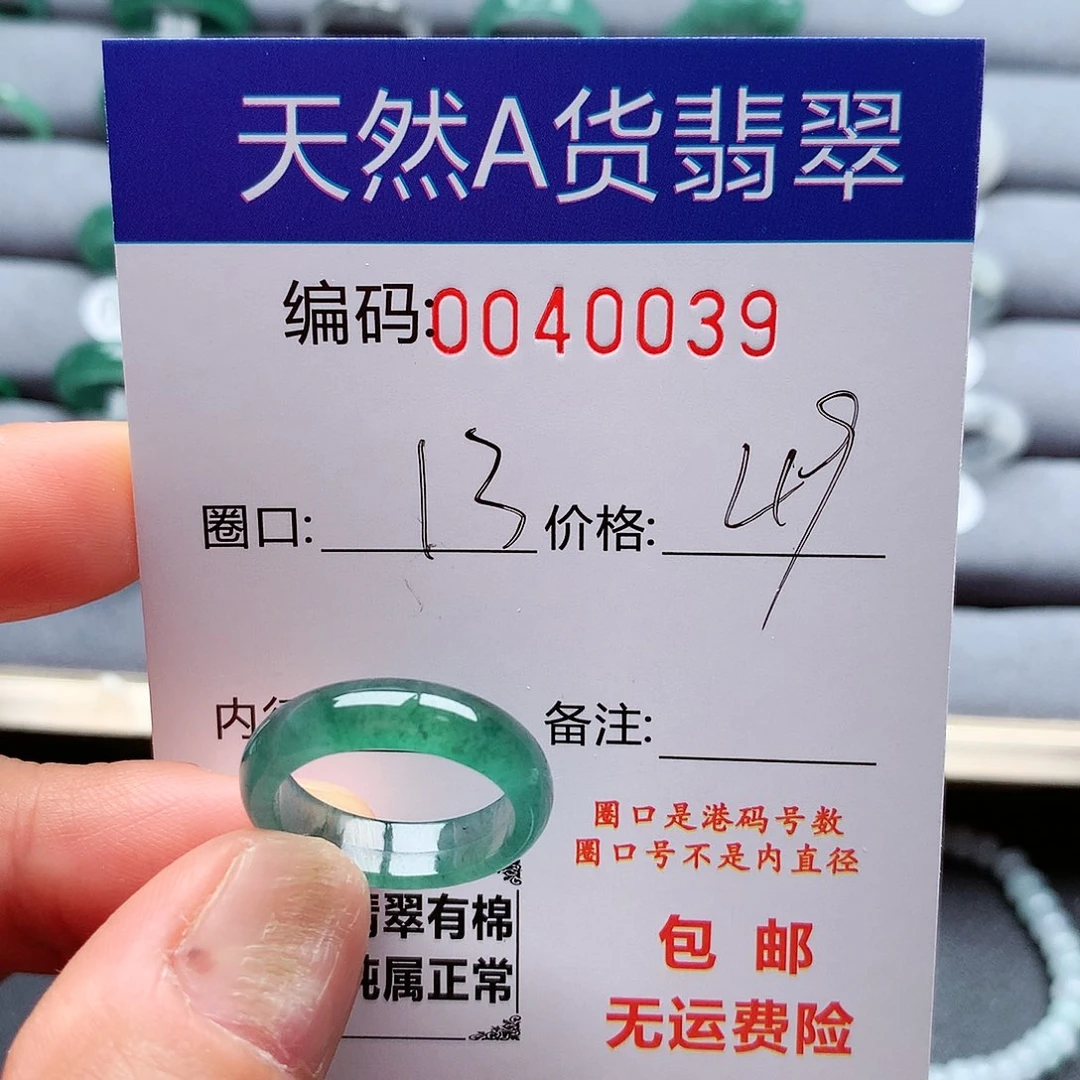 天然A货翡翠
编码:0040039
圈口: 13 价格: 49
内 备注:
圈口是港码号数
圈口号不是内直径
翠有棉
属正常
包 邮
无运费险